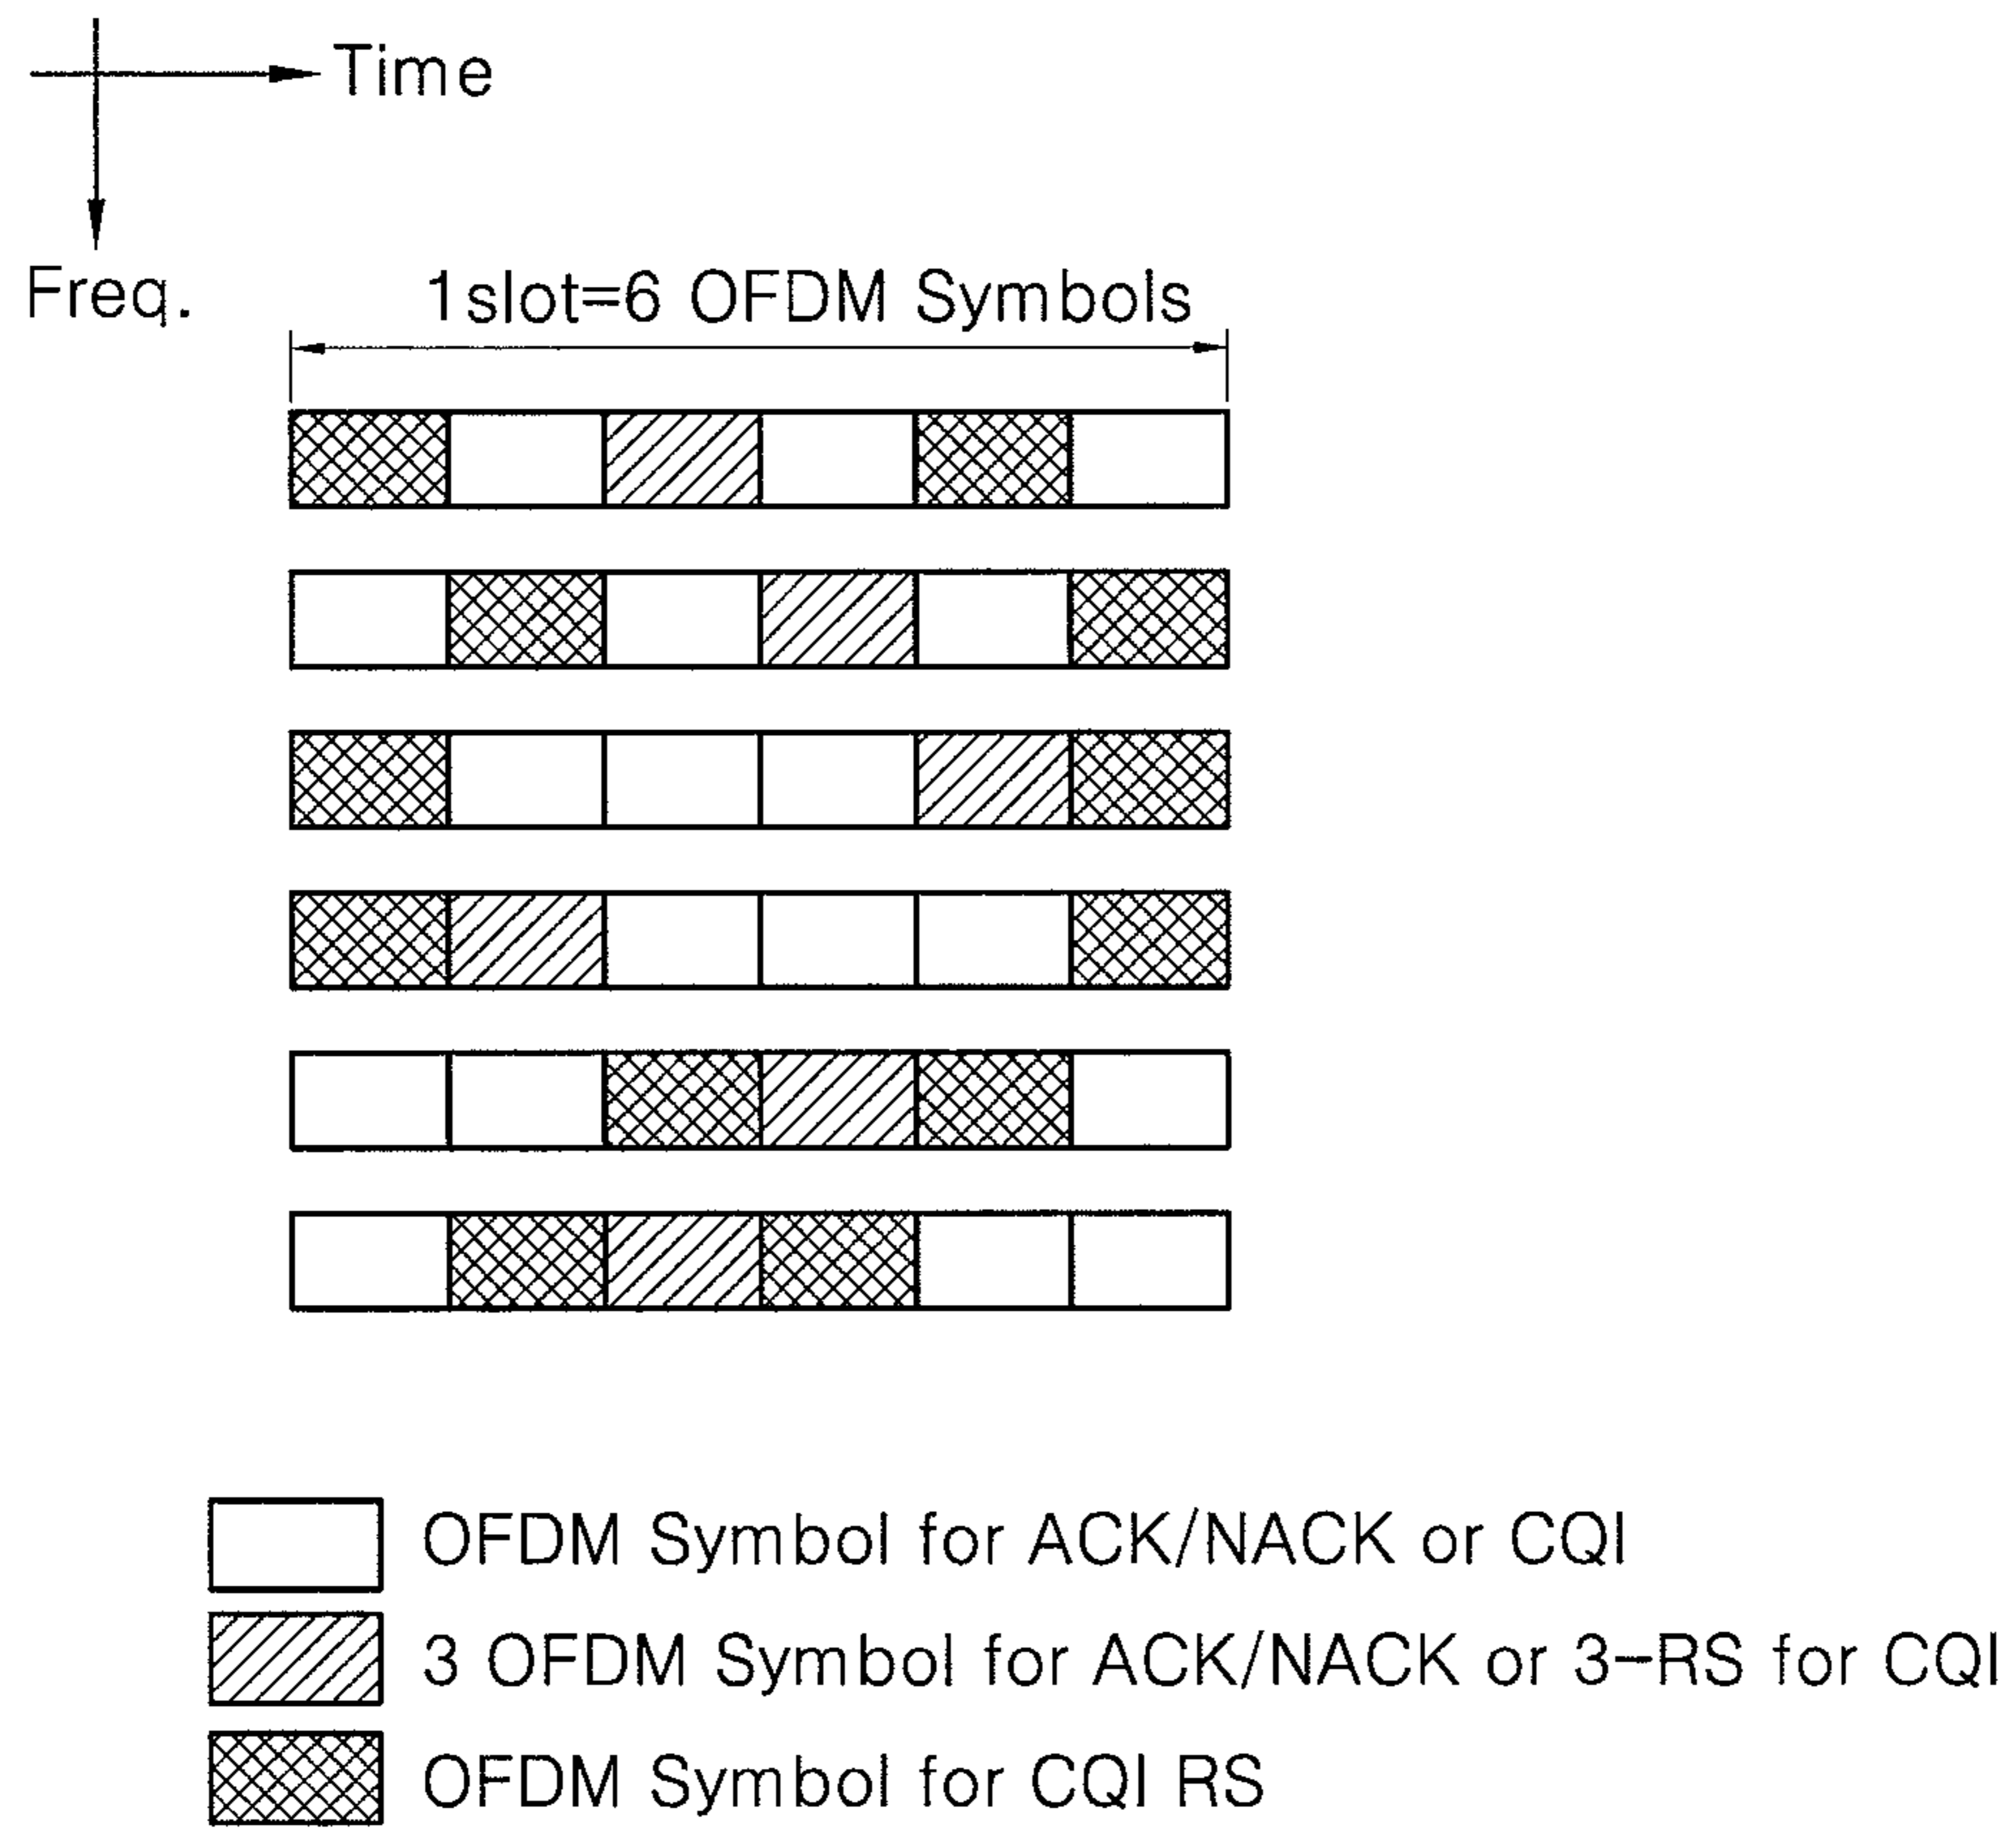 Time
Freq.
1slot=6 OFDM Symbols
OFDM Symbol for ACK/NACK or CQI
3 OFDM Symbol for ACK/NACK or 3-RS for CQI
OFDM Symbol for CQI RS